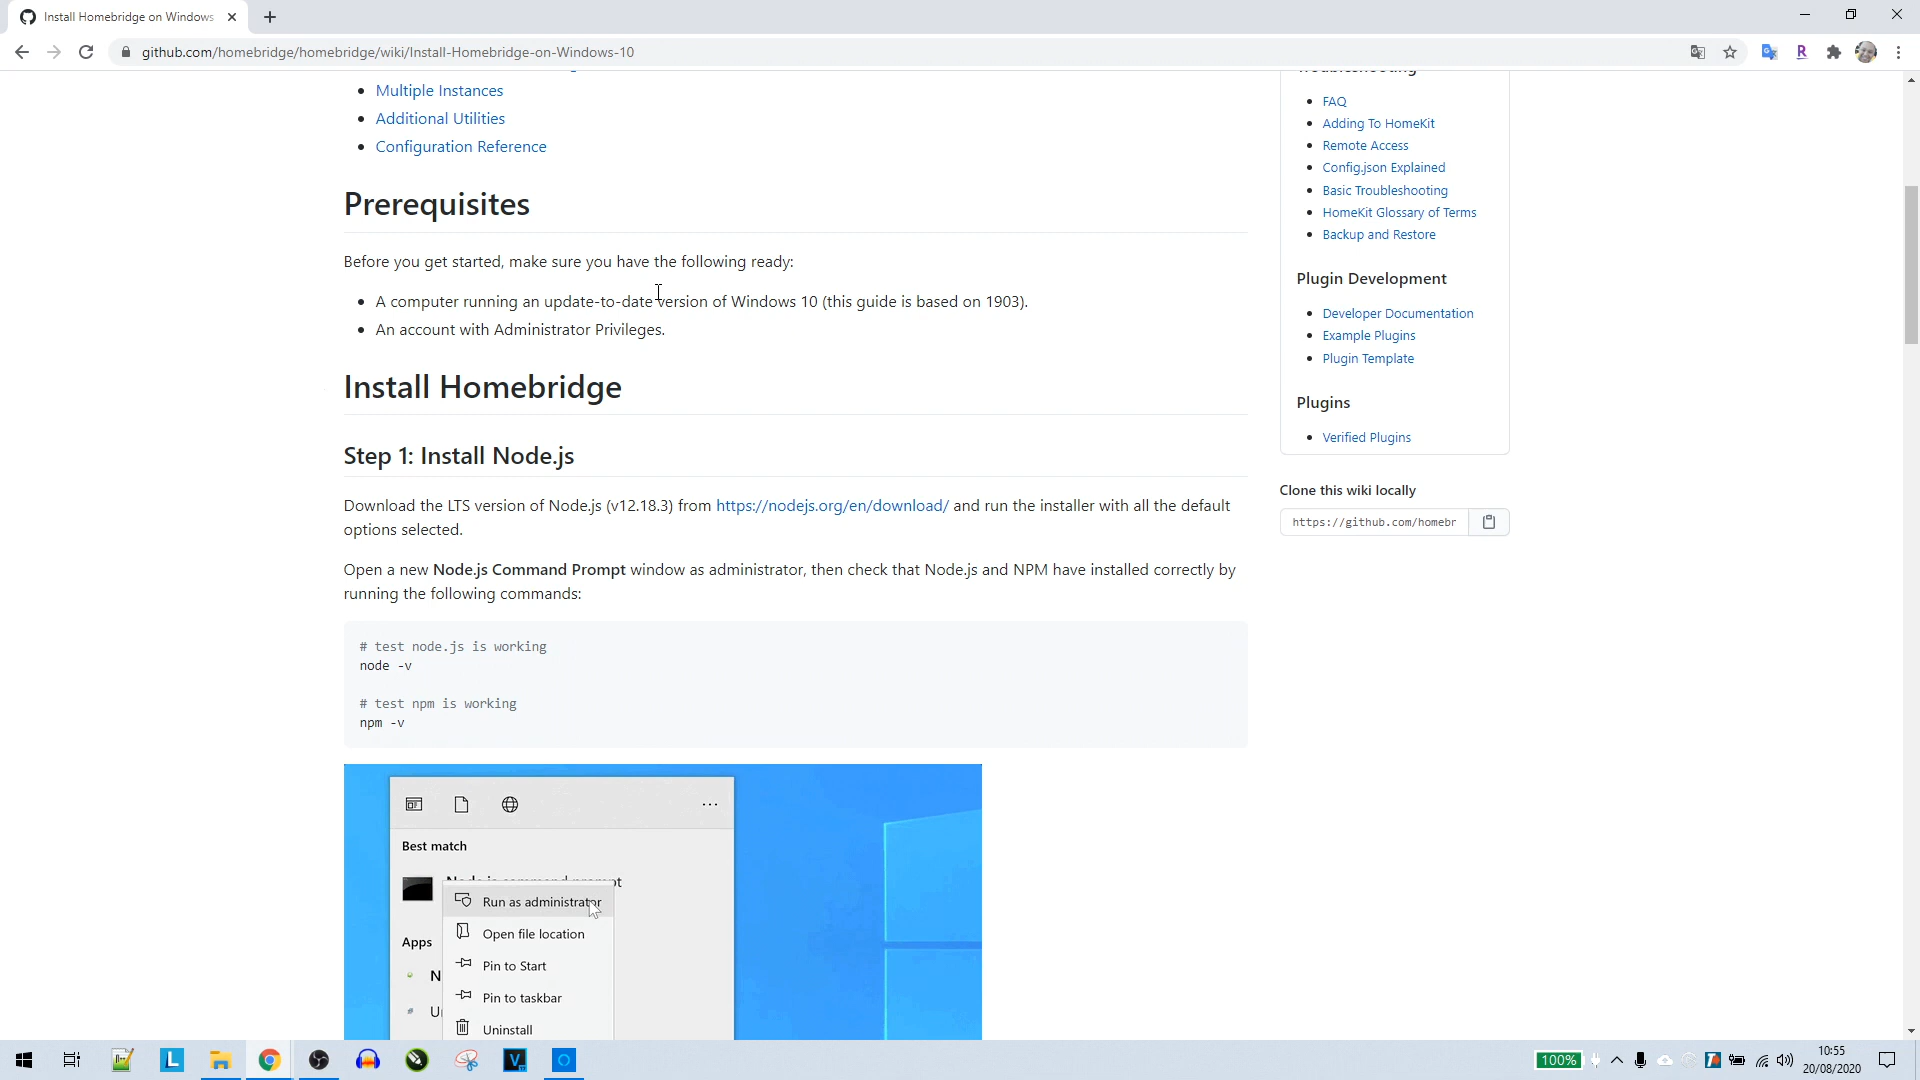 Install Homebridge on Windows
github.com/homebridge/homebridge/wiki/Install-Homebridge-on-Windows-10
Multiple Instances
Additional Utilities
Configuration Reference
Prerequisites
Before you get started, make sure you have the following ready:
A computer running an update-to-date version of Windows 10 (this guide is based on 1903).
An account with Administrator Privileges.
Install Homebridge
Step 1: Install Node.js
Download the LTS version of Node.js (v12.18.3) from https://nodejs.org/en/download/ and run the installer with all the default
options selected.
Open a new Node.js Command Prompt window as administrator, then check that Node.js and NPM have installed correctly by
running the following commands:
# test node.js is working
node -v
# test npm is working
npm -v
Best match
Node.js command prompt
Run as administrator
Open file location
Apps
Pin to Start
N
Pin to taskbar
Uninstall
Troubleshooting
FAQ
Adding To HomeKit
Remote Access
Config.json Explained
Basic Troubleshooting
HomeKit Glossary of Terms
Backup and Restore
Plugin Development
Developer Documentation
Example Plugins
Plugin Template
Plugins
Verified Plugins
Clone this wiki locally
https://github.com/homebr
100%
10:55
20/08/2020